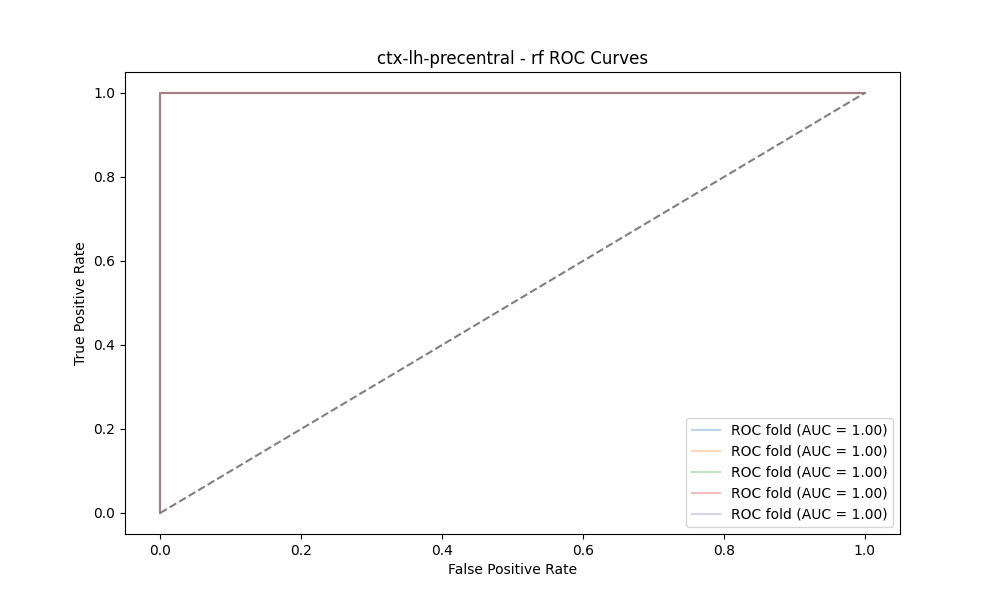 ctx-lh-precentral - rf ROC Curves
True Positive Rate
1.0
0.8
0.6
0.4
0.2
0.0
ROC fold (AUC = 1.00)
ROC fold (AUC = 1.00)
ROC fold (AUC = 1.00)
ROC fold (AUC = 1.00)
ROC fold (AUC = 1.00)
0.0 0.2 0.4 0.6 0.8 1.0
False Positive Rate